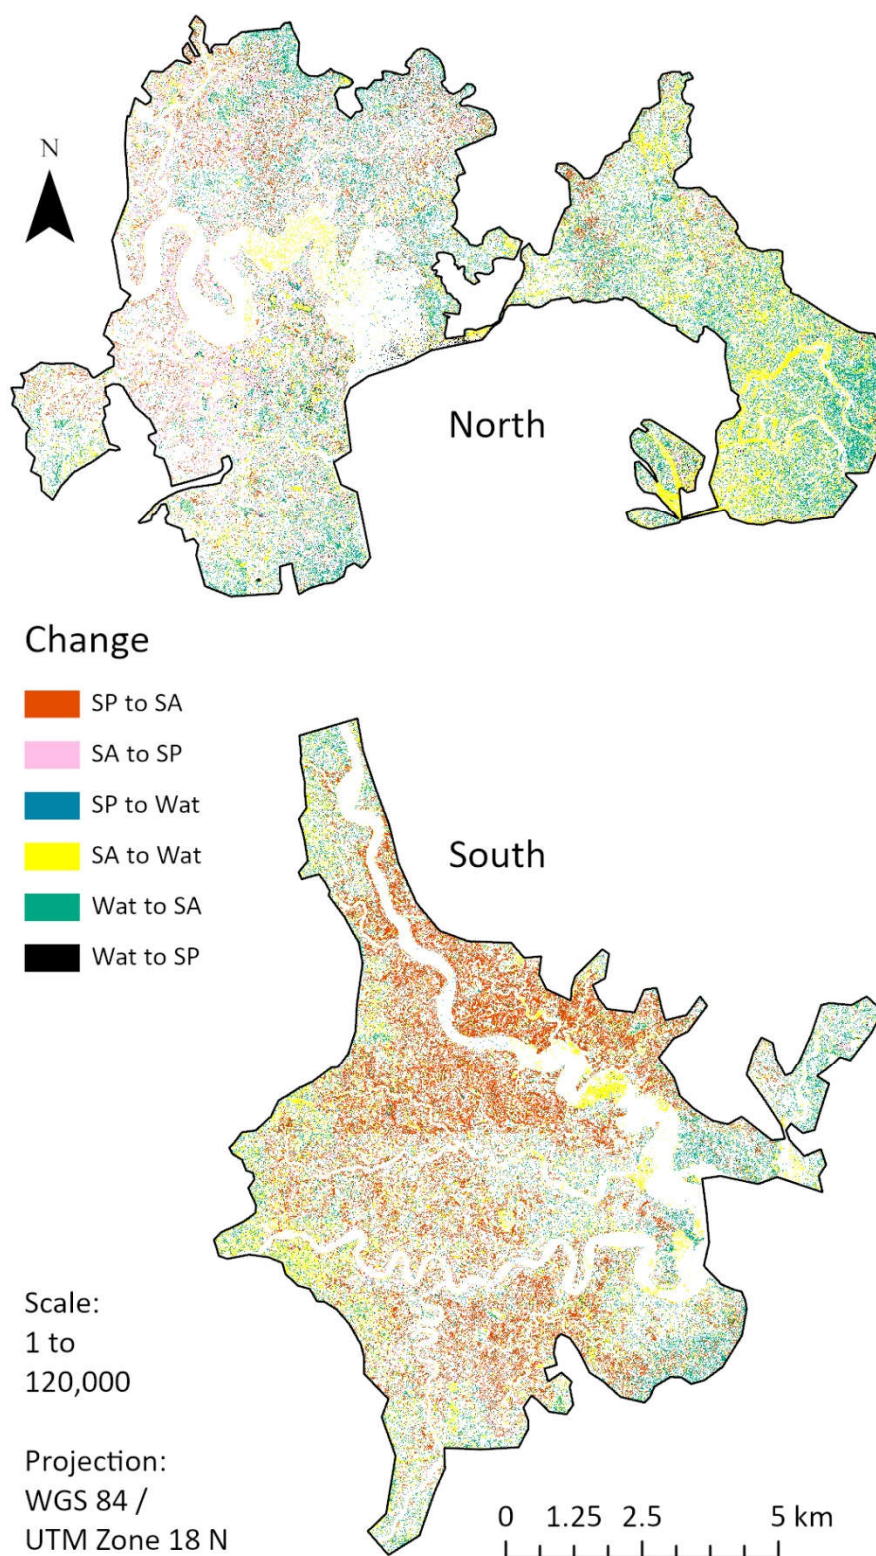 N
North
Change
SP to SA
SA to SP
SP to Wat
SA to Wat
Wat to SA
Wat to SP
South
Scale:
1 to
120,000
Projection:
WGS 84 /
UTM Zone 18 N
0 1.25 2.5 5 km